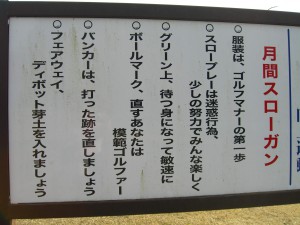 月間スローガン
○服装は、ゴルフマナーの第一歩
○スロープレーは迷惑行為、
少しの努力でみんな楽しく
○グリーン上、待つ身になって敏速に
○ボールマーク、直すあなたは
模範ゴルファー
○バンカーは、打った跡を直しましょう
○フェアウェイ、
ディボット芽土を入れましょう